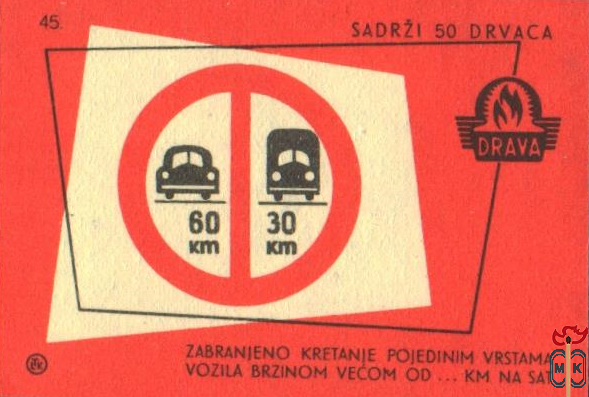 45.
SADRŽI 50 DRVACA
DRAVA
60 30
km km
ZABRANJENO KRETANJE POJEDINIM VRSTAMA
VOZILA BRZINOM VEĆOM OD ... KM NA SAT
M K